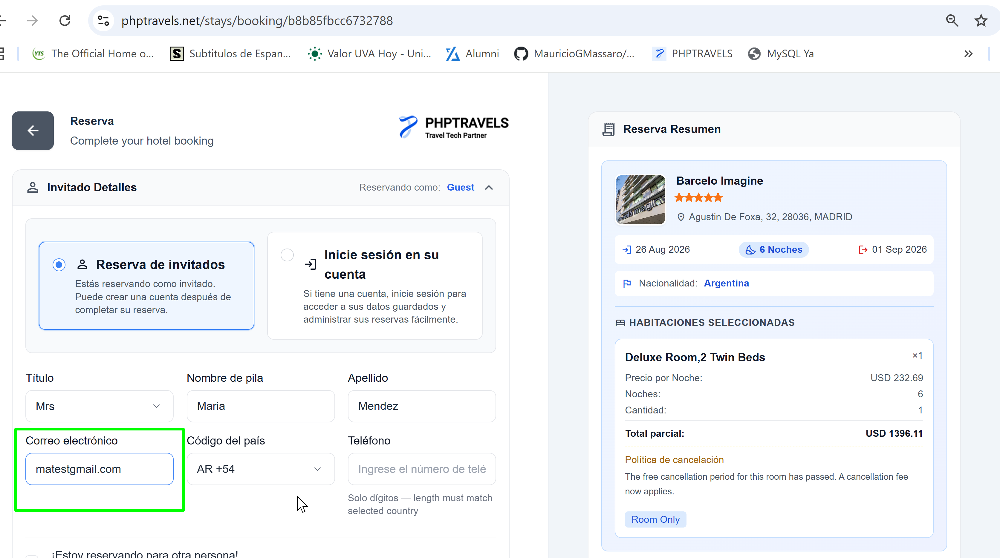 phptravels.net/stays/booking/b8b85fbcc6732788
YTS
The Official Home o...
S
Subtitulos de Espan...
Valor UVA Hoy - Uni...
Alumni
MauricioGMassaro/...
PHPTRAVELS
MySQL Ya
Reserva
Complete your hotel booking
PHPTRAVELS
Travel Tech Partner
Invitado Detalles
Reservando como: Guest
Reserva de invitados
Estás reservando como invitado.
Puede crear una cuenta después de
completar su reserva.
Inicie sesión en su
cuenta
Si tiene una cuenta, inicie sesión para
acceder a sus datos guardados y
administrar sus reservas fácilmente.
Título
Nombre de pila
Apellido
Mrs
Maria
Mendez
Correo electrónico
Código del país
Teléfono
matestgmail.com
AR +54
Ingrese el número de telé
Solo dígitos — length must match
selected country
¡Estoy reservando para otra persona!
Reserva Resumen
Barcelo Imagine
Barceló Imagine
Agustin De Foxa, 32, 28036, MADRID
26 Aug 2026
6 Noches
01 Sep 2026
Nacionalidad: Argentina
HABITACIONES SELECCIONADAS
Deluxe Room,2 Twin Beds
×1
Precio por Noche:
USD 232.69
Noches:
6
Cantidad:
1
Total parcial:
USD 1396.11
Política de cancelación
The free cancellation period for this room has passed. A cancellation fee
now applies.
Room Only